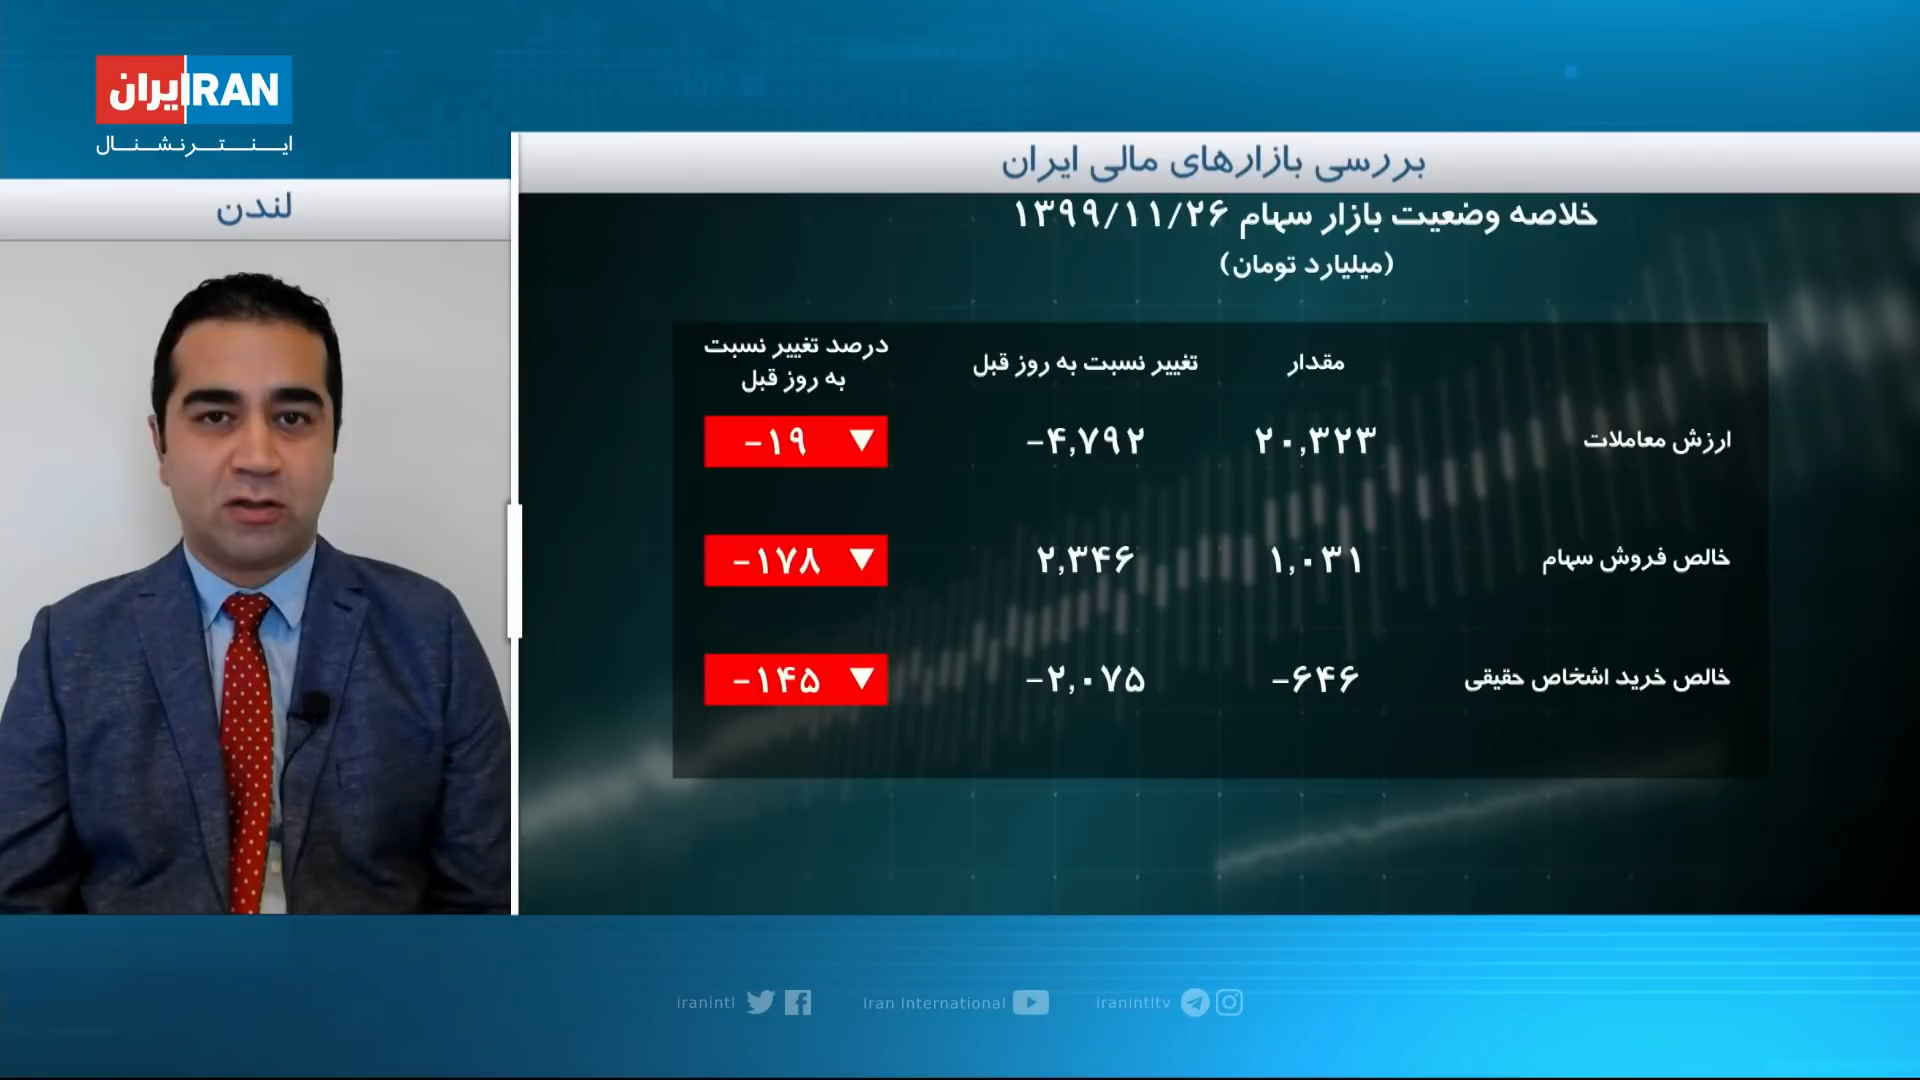 ایران IRAN
اینترنشنال
لندن
بررسی بازارهای مالی ایران
خلاصه وضعیت بازار سهام ۱۳۹۹/۱۱/۲۶
(میلیارد تومان)
مقدار تغییر نسبت به روز قبل درصد تغییر نسبت به روز قبل
ارزش معاملات ۲۰,۳۲۳ -۴,۷۹۲ ▼ -۱۹
خالص فروش سهام ۱,۰۳۱ ۲,۳۴۶ ▼ -۱۷۸
خالص خرید اشخاص حقیقی -۶۴۶ -۲,۰۷۵ ▼ -۱۴۵
iranintl Iran International iranintltv